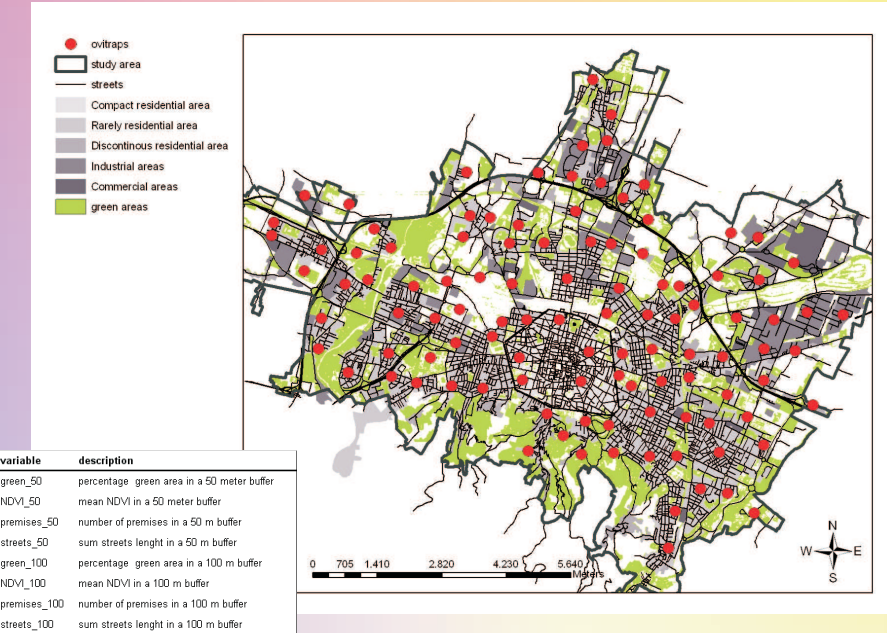 ovitraps
study area
streets
Compact residential area
Rarely residential area
Discontinous residential area
Industrial areas
Commercial areas
green areas
N
W E
S
0 705 1.410 2.820 4.230 5.640
Meters
variable description
green_50 percentage green area in a 50 meter buffer
NDVI_50 mean NDVI in a 50 meter buffer
premises_50 number of premises in a 50 m buffer
streets_50 sum streets lenght in a 50 m buffer
green_100 percentage green area in a 100 m buffer
NDVI_100 mean NDVI in a 100 m buffer
premises_100 number of premises in a 100 m buffer
streets_100 sum streets lenght in a 100 m buffer